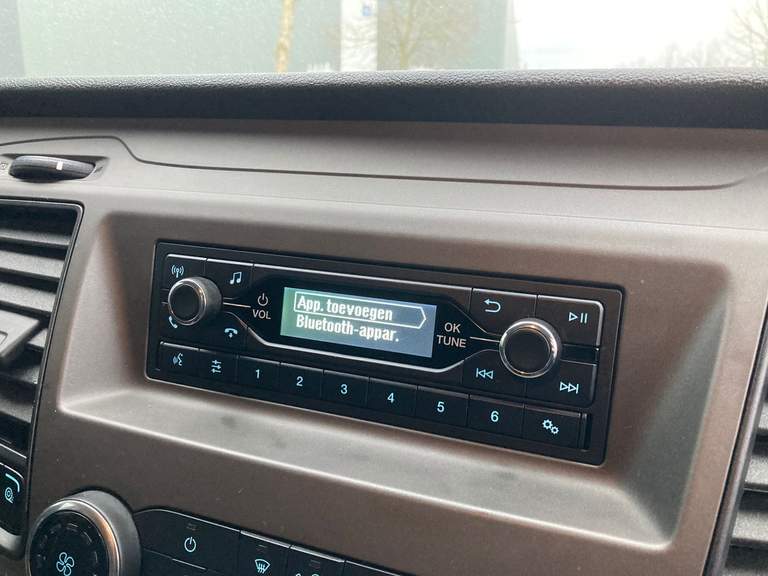 App. toevoegen
Bluetooth-appar.
VOL
OK
TUNE
1 2 3 4 5 6